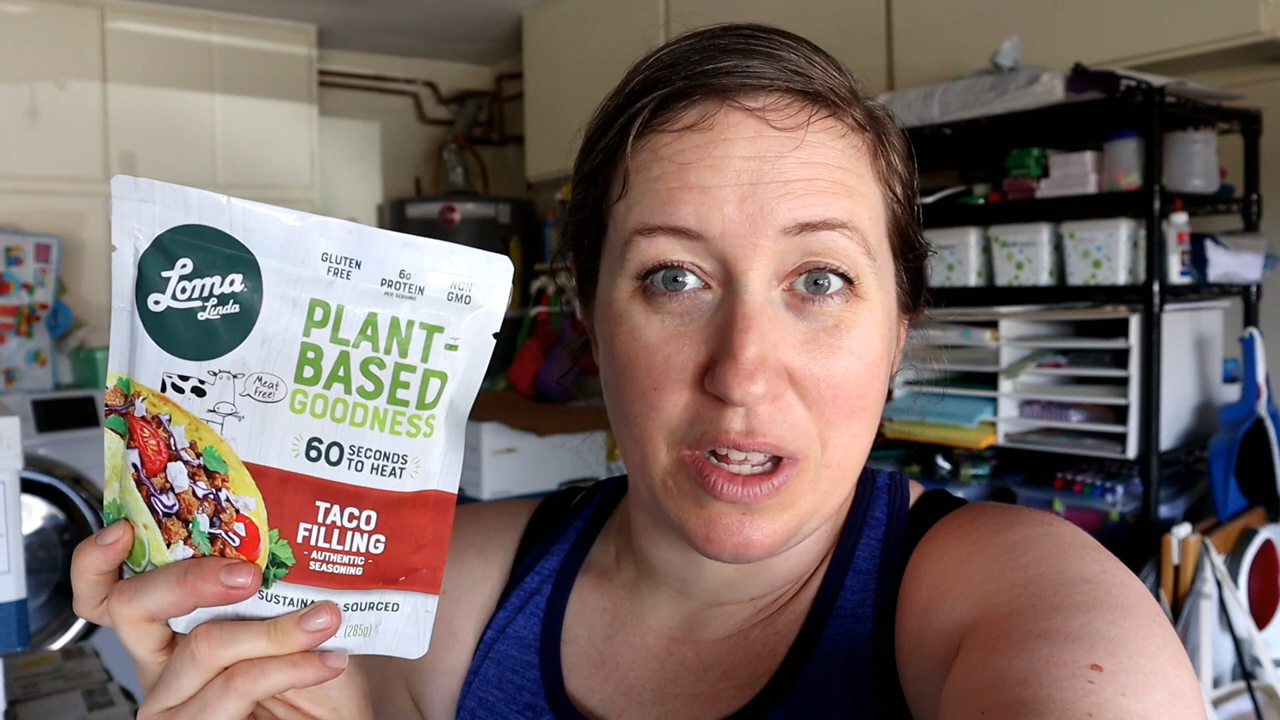 Loma
Linda
GLUTEN
FREE
6g
PROTEIN
PER SERVING
NON
GMO
PLANT-
BASED
GOODNESS
Meat
free!
60 SECONDS
TO HEAT
TACO
FILLING
- AUTHENTIC -
SEASONING
SOURCED
(285g)